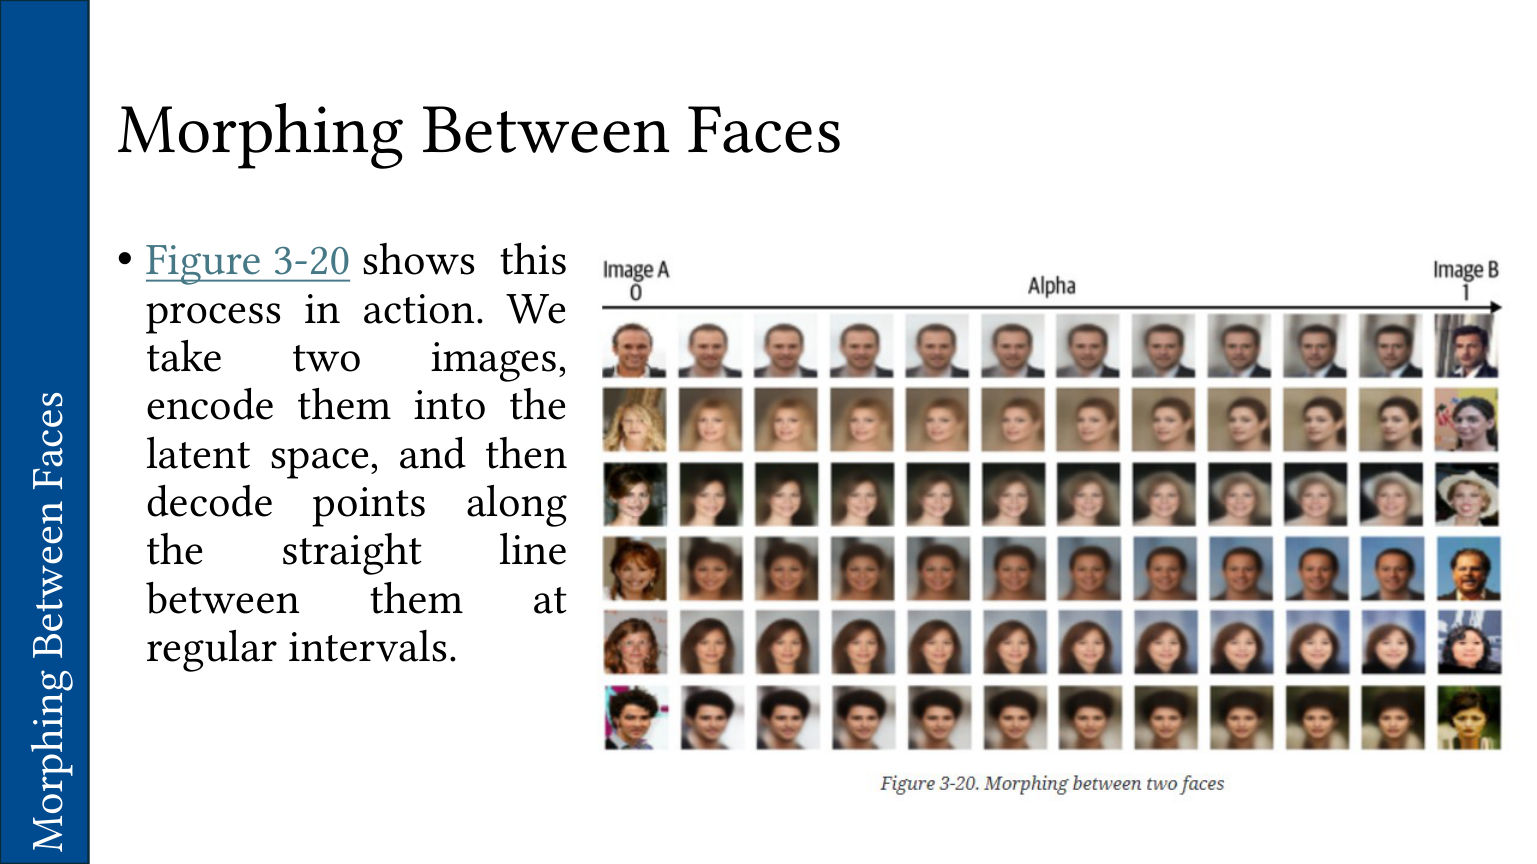 Morphing Between Faces
Morphing Between Faces
• Figure 3-20 shows this
process in action. We
take two images,
encode them into the
latent space, and then
decode points along
the straight line
between them at
regular intervals.
Image A
0
Alpha
Image B
1
Figure 3-20. Morphing between two faces